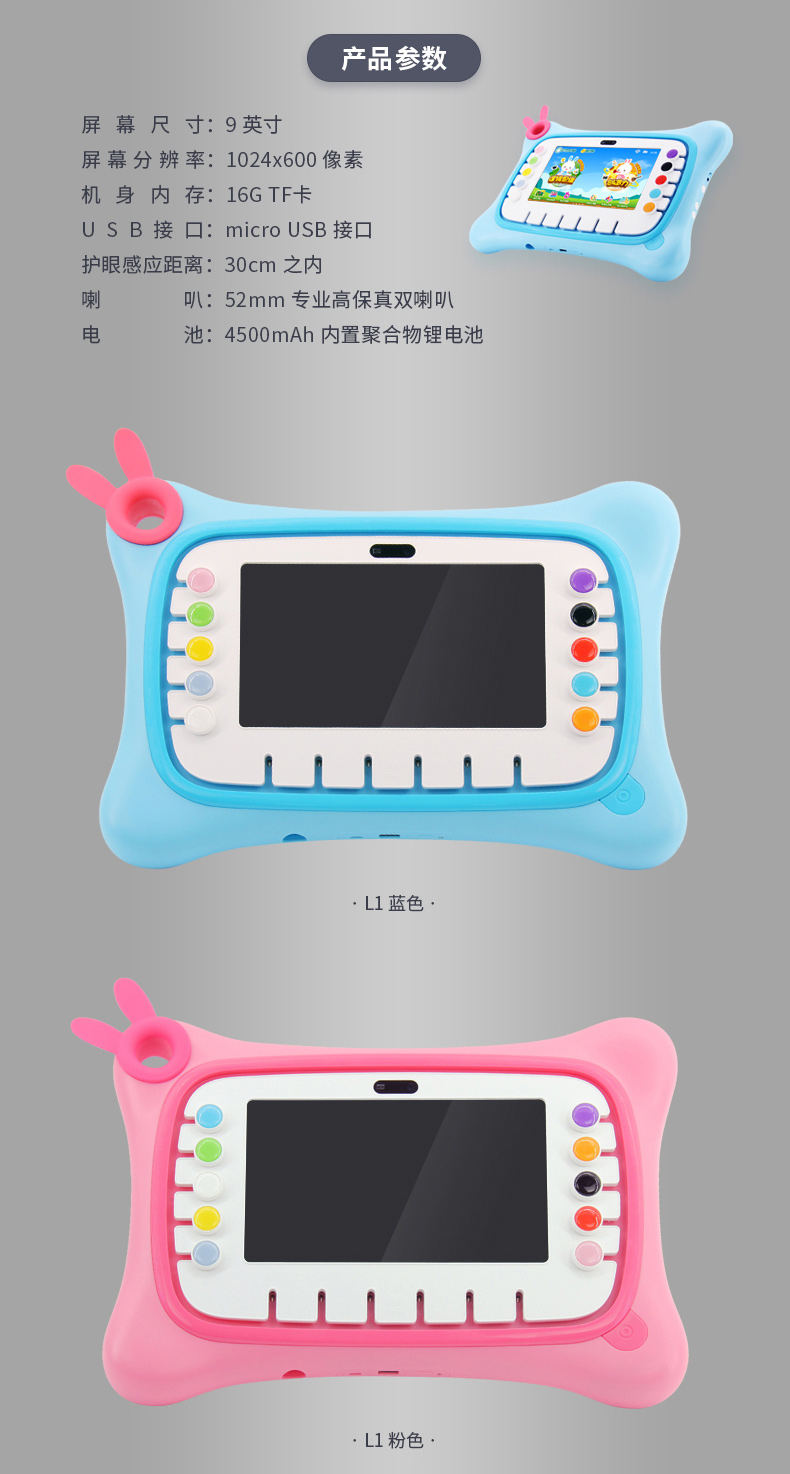 产品参数
屏幕尺寸：9 英寸
屏幕分辨率：1024x600 像素
机身内存：16G TF卡
USB接口：micro USB 接口
护眼感应距离：30cm 之内
喇叭：52mm 专业高保真双喇叭
电池：4500mAh 内置聚合物锂电池
· L1 蓝色 ·
· L1 粉色 ·